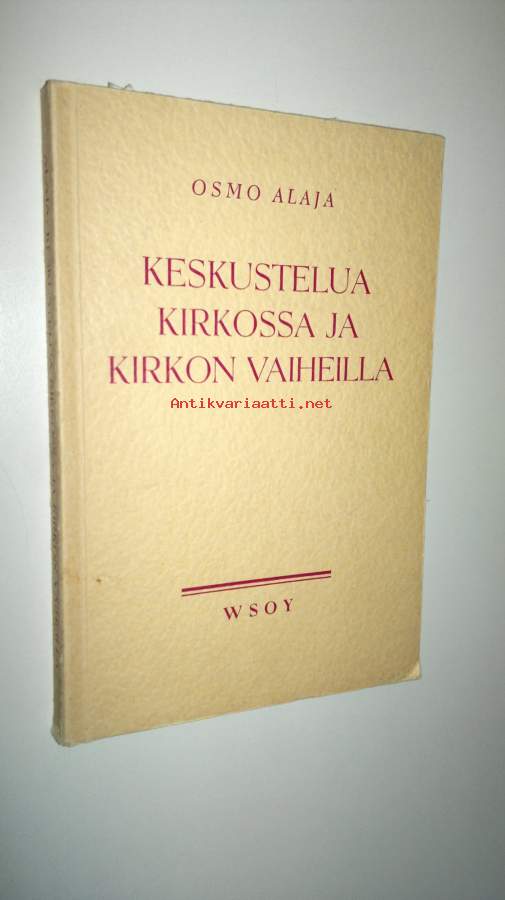 OSMO ALAJA
KESKUSTELUA
KIRKOSSA JA
KIRKON VAIHEILLA
Antikvariaatti.net
WSOY